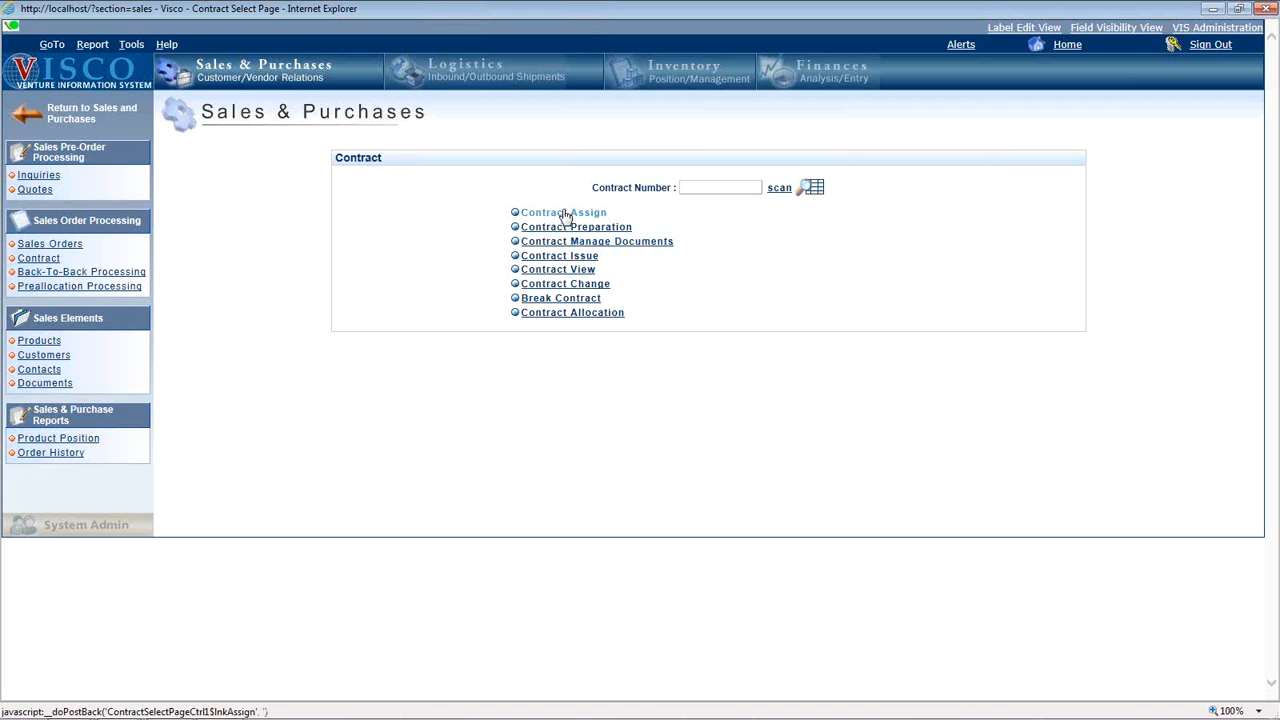 http://localhost/?section=sales - Visco - Contract Select Page - Internet Explorer
Label Edit View Field Visibility View VIS Administration
GoTo Report Tools Help Alerts Home Sign Out
VISCO
VENTURE INFORMATION SYSTEM
Sales & Purchases
Customer/Vendor Relations
Logistics
Inbound/Outbound Shipments
Inventory
Position/Management
Finances
Analysis/Entry
Return to Sales and
Purchases
Sales & Purchases
Sales Pre-Order
Processing
Inquiries
Quotes
Sales Order Processing
Sales Orders
Contract
Back-To-Back Processing
Preallocation Processing
Sales Elements
Products
Customers
Contacts
Documents
Sales & Purchase
Reports
Product Position
Order History
System Admin
Contract
Contract Number : scan
Contract Assign
Contract Preparation
Contract Manage Documents
Contract Issue
Contract View
Contract Change
Break Contract
Contract Allocation
javascript:__doPostBack('ContractSelectPageCtrl1$lnkAssign', '')
100%